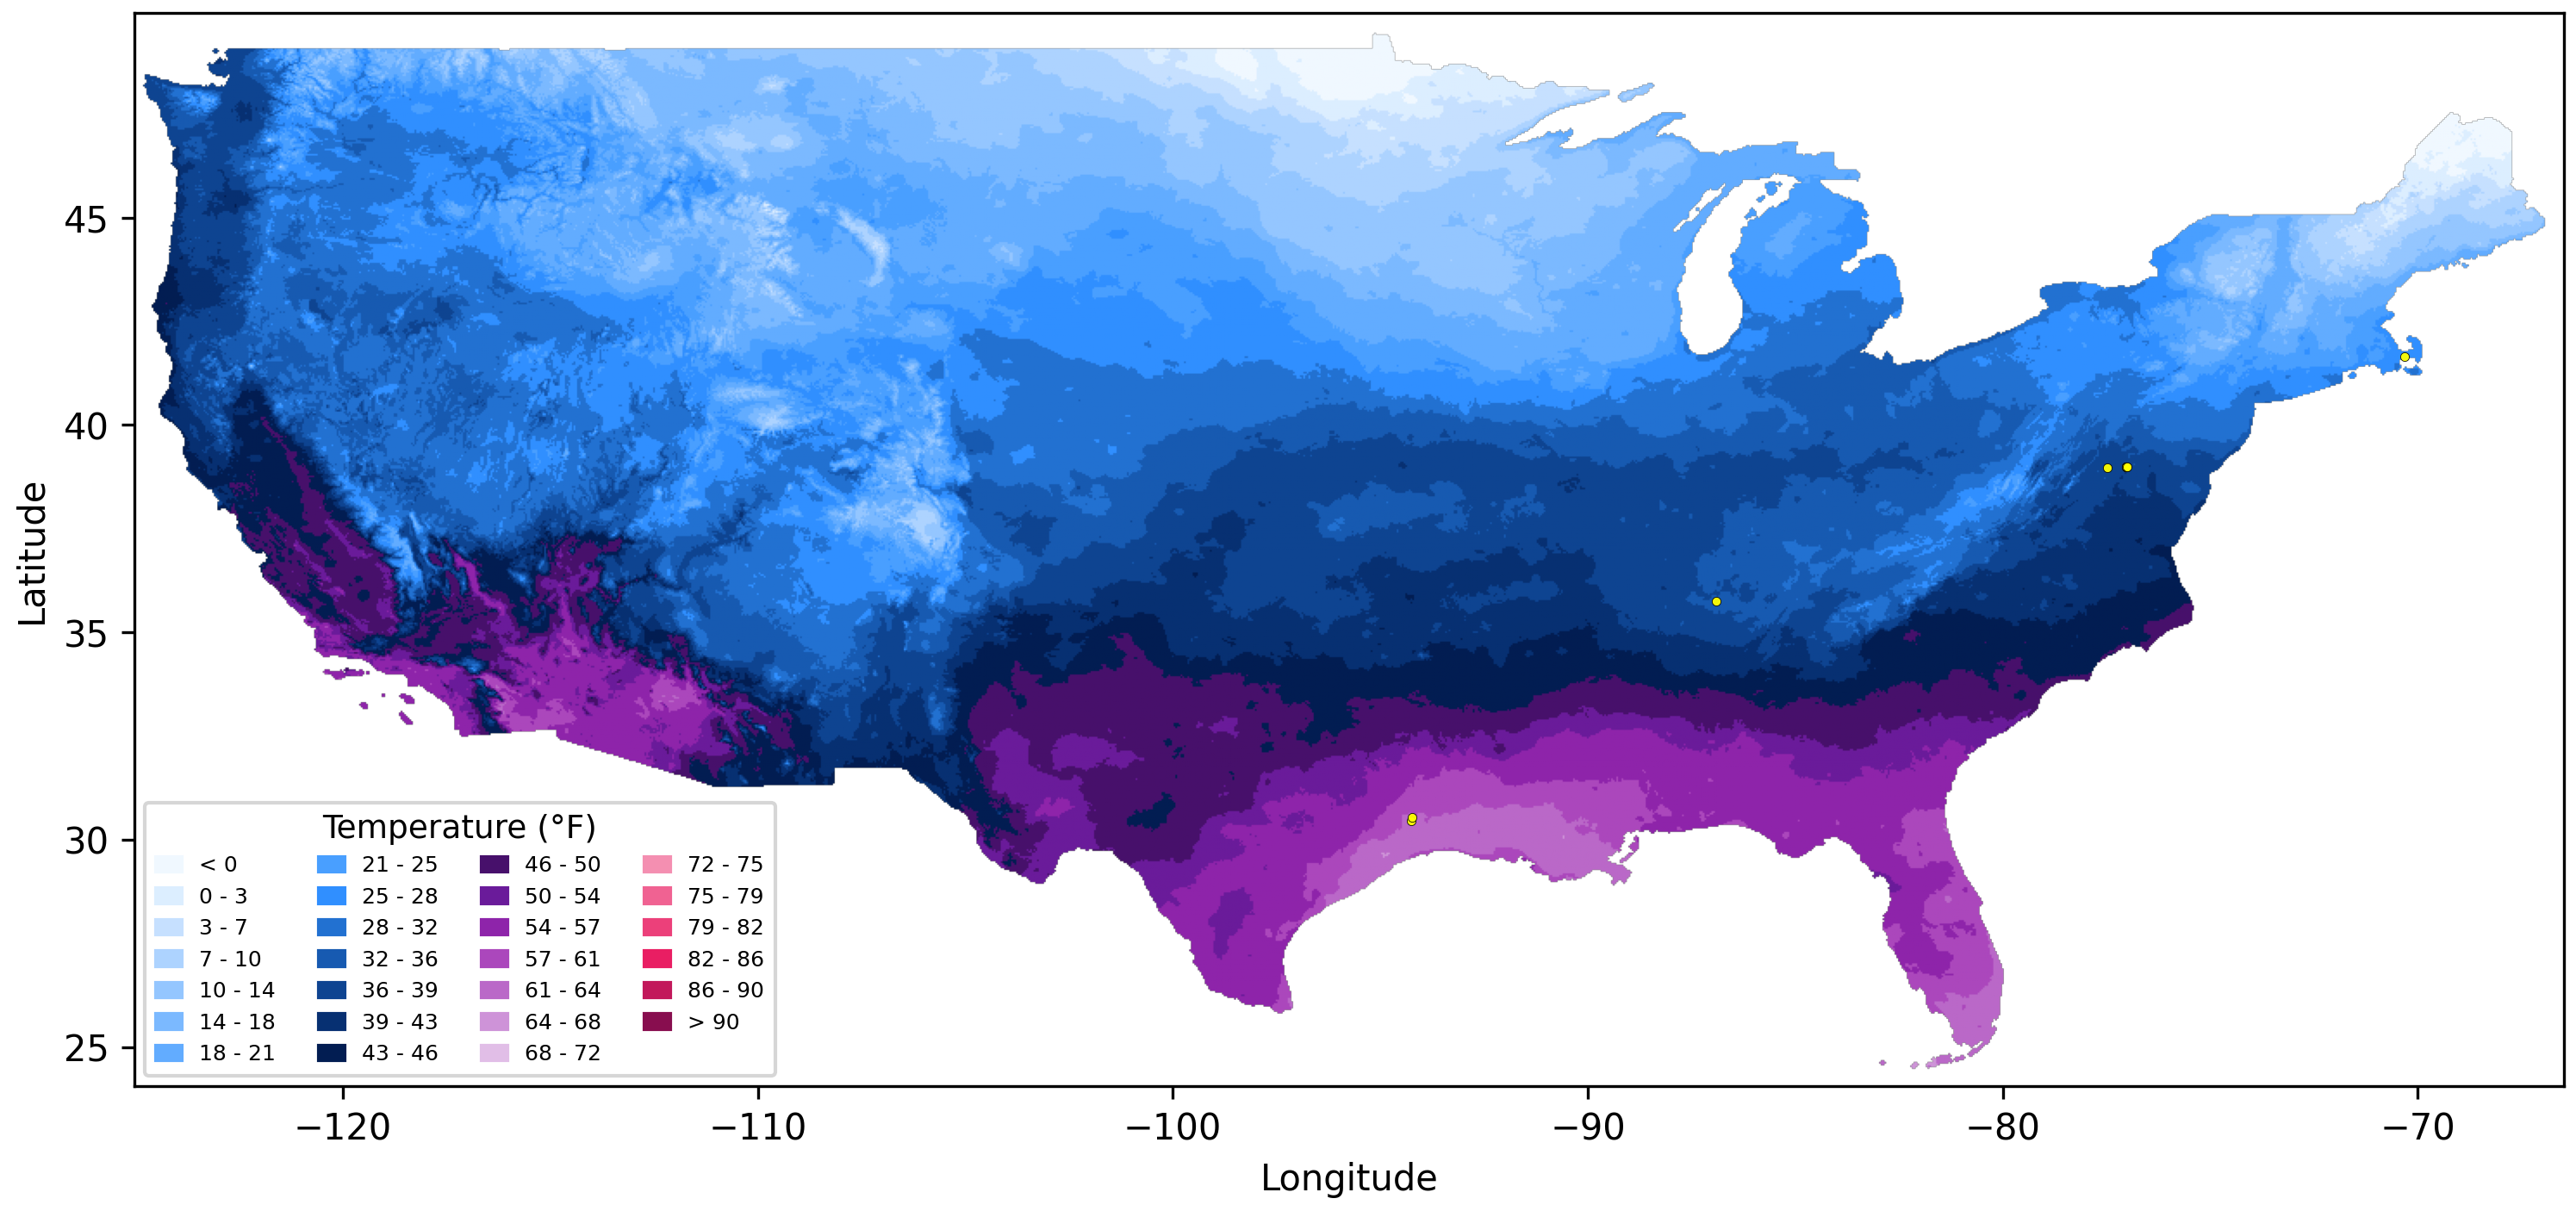 45
40
35
30
25
Latitude
−120
−110
−100
−90
−80
−70
Longitude
Temperature (°F)
< 0
0 - 3
3 - 7
7 - 10
10 - 14
14 - 18
18 - 21
21 - 25
25 - 28
28 - 32
32 - 36
36 - 39
39 - 43
43 - 46
46 - 50
50 - 54
54 - 57
57 - 61
61 - 64
64 - 68
68 - 72
72 - 75
75 - 79
79 - 82
82 - 86
86 - 90
> 90